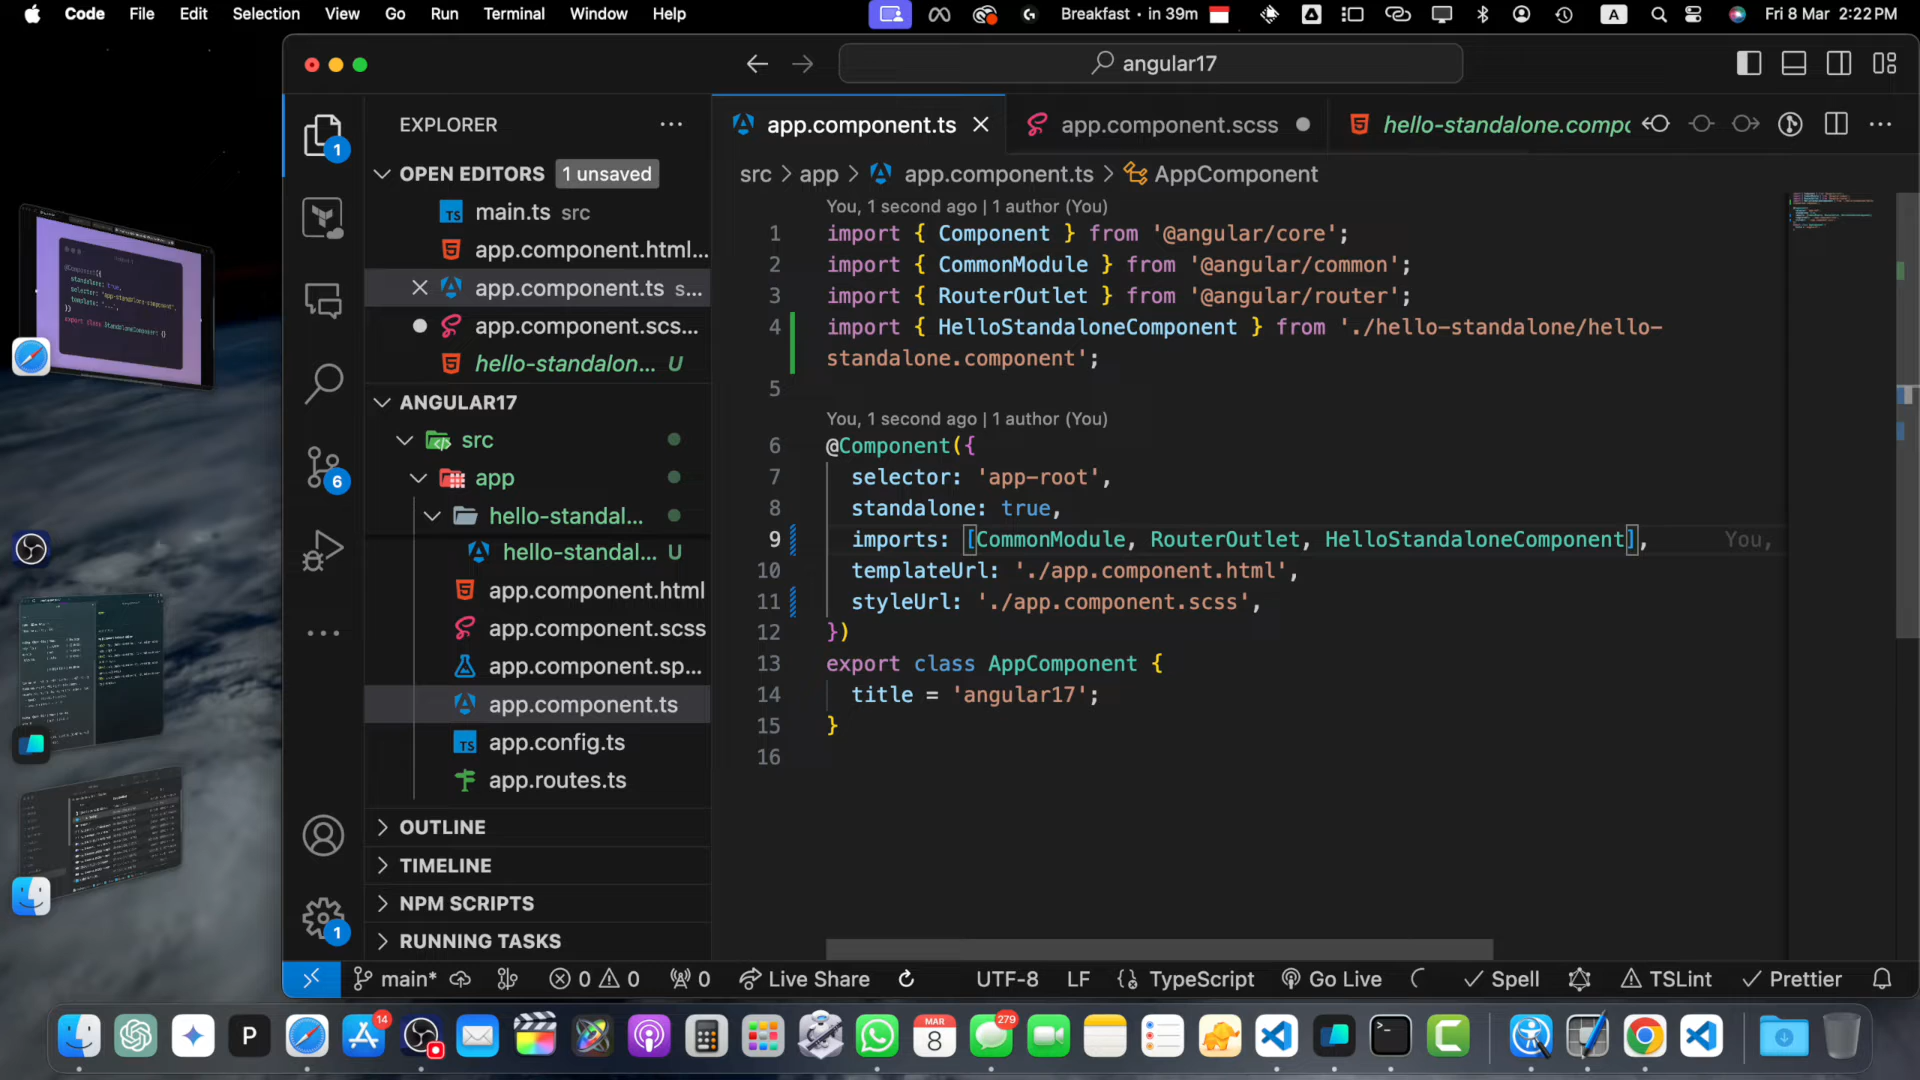 Code File Edit Selection View Go Run Terminal Window Help
Breakfast · in 39m A Fri 8 Mar 2:22 PM
angular17
EXPLORER
OPEN EDITORS 1 unsaved
main.ts src
app.component.html...
app.component.ts s...
app.component.scs...
hello-standalon... U
ANGULAR17
src
app
hello-standal...
hello-standal... U
app.component.html
app.component.scss
app.component.sp...
app.component.ts
app.config.ts
app.routes.ts
OUTLINE
TIMELINE
NPM SCRIPTS
RUNNING TASKS
1
6
1
app.component.ts app.component.scss hello-standalone.compo
src > app > app.component.ts > AppComponent
You, 1 second ago | 1 author (You)
1 import { Component } from '@angular/core';
2 import { CommonModule } from '@angular/common';
3 import { RouterOutlet } from '@angular/router';
4 import { HelloStandaloneComponent } from './hello-standalone/hello-
standalone.component';
5
You, 1 second ago | 1 author (You)
6 @Component({
7 selector: 'app-root',
8 standalone: true,
9 imports: [CommonModule, RouterOutlet, HelloStandaloneComponent], You,
10 templateUrl: './app.component.html',
11 styleUrl: './app.component.scss',
12 })
13 export class AppComponent {
14 title = 'angular17';
15 }
16
main* 0 0 0 Live Share UTF-8 LF {} TypeScript Go Live Spell TSLint Prettier
14
MAR
8
279
P